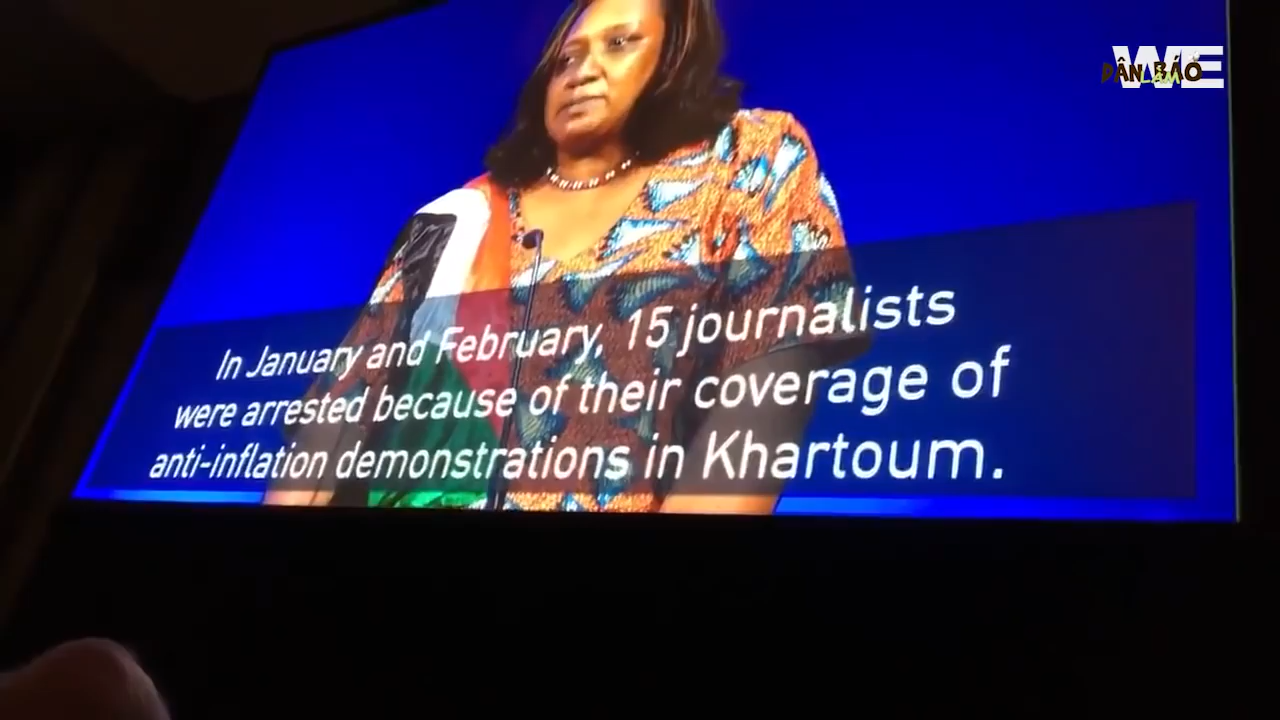 WE
DÂN LÀM BÁO
In January and February, 15 journalists
were arrested because of their coverage of
anti-inflation demonstrations in Khartoum.